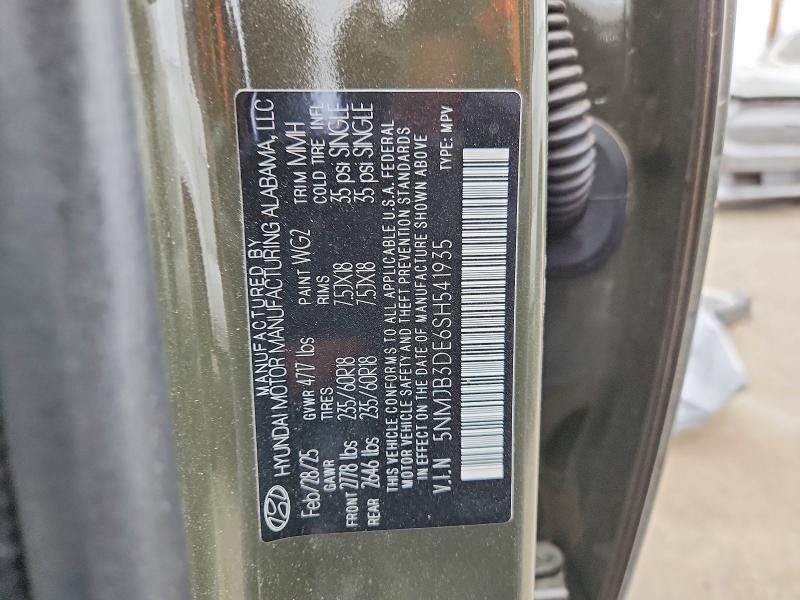 MANUFACTURED BY
HYUNDAI MOTOR MANUFACTURING ALABAMA, LLC
Feb/28/25 GVWR 4717 lbs PAINT WG2 TRIM MMH
GAWR TIRES RIMS COLD TIRE INFL
FRONT 2778 lbs 235/60R18 7.5JX18 35 psi SINGLE
REAR 2646 lbs 235/60R18 7.5JX18 35 psi SINGLE
THIS VEHICLE CONFORMS TO ALL APPLICABLE U.S.A. FEDERAL
MOTOR VEHICLE SAFETY AND THEFT PREVENTION STANDARDS
IN EFFECT ON THE DATE OF MANUFACTURE SHOWN ABOVE
V.I.N 5NMJB3DE6SH541935 TYPE: MPV